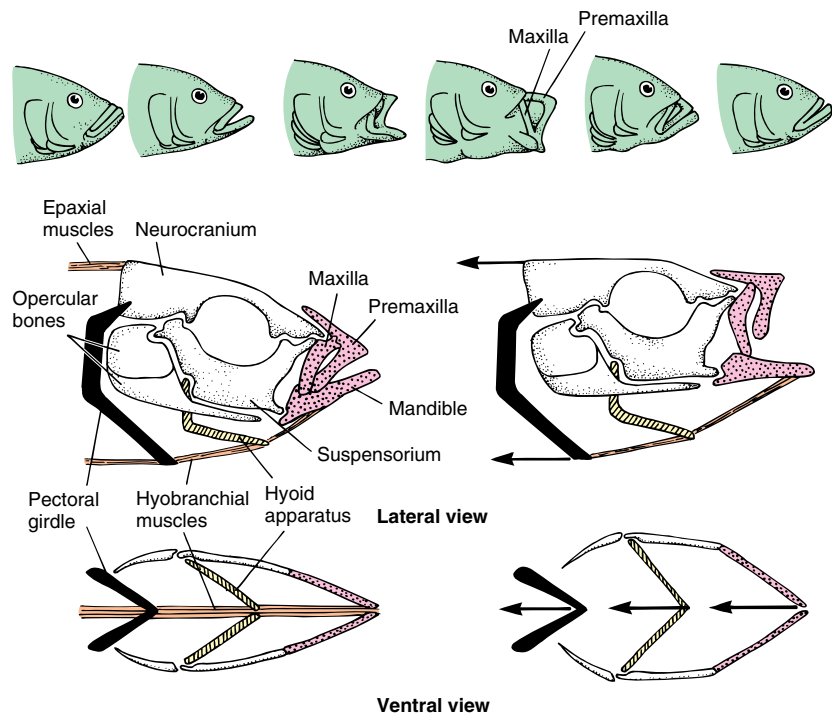 Premaxilla
Maxilla
Epaxial
muscles
Neurocranium
Maxilla
Opercular
bones
Premaxilla
Mandible
Suspensorium
Pectoral
girdle
Hyobranchial
muscles
Hyoid
apparatus
Lateral view
Ventral view